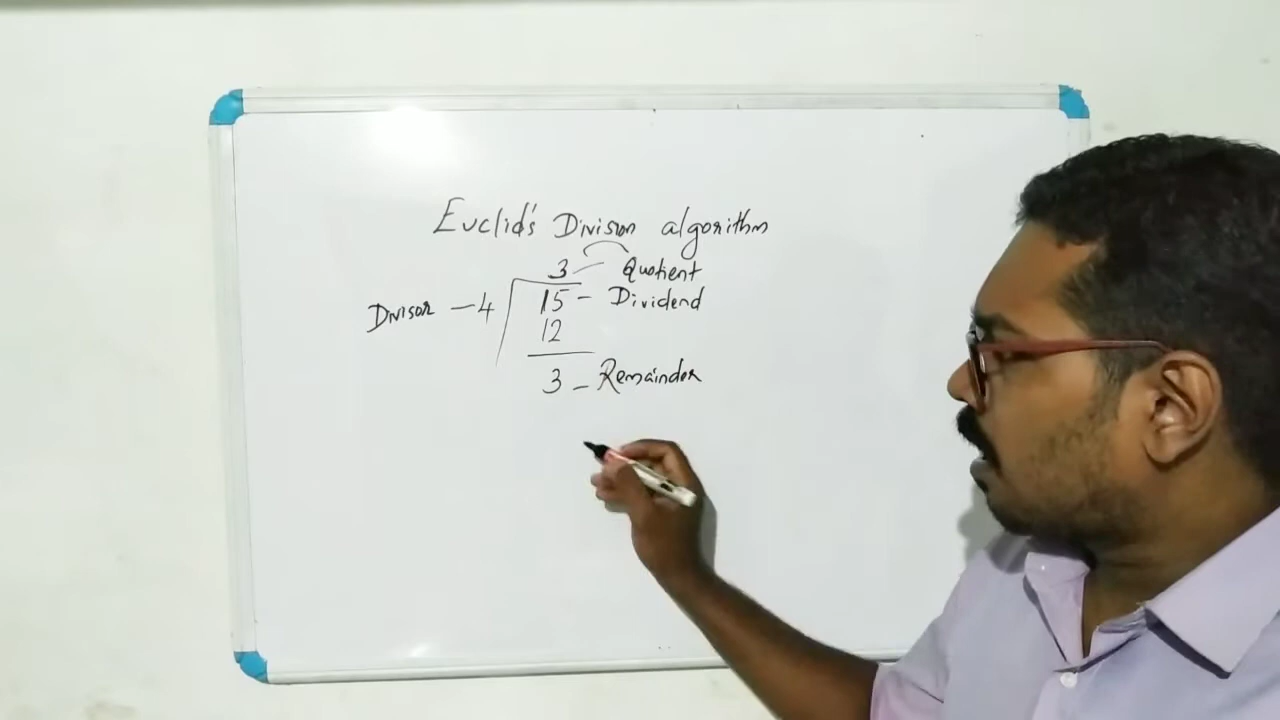 Euclid's Division algorithm
3 - Quotient
Divisor - 4 15 - Dividend
12
3 - Remainder